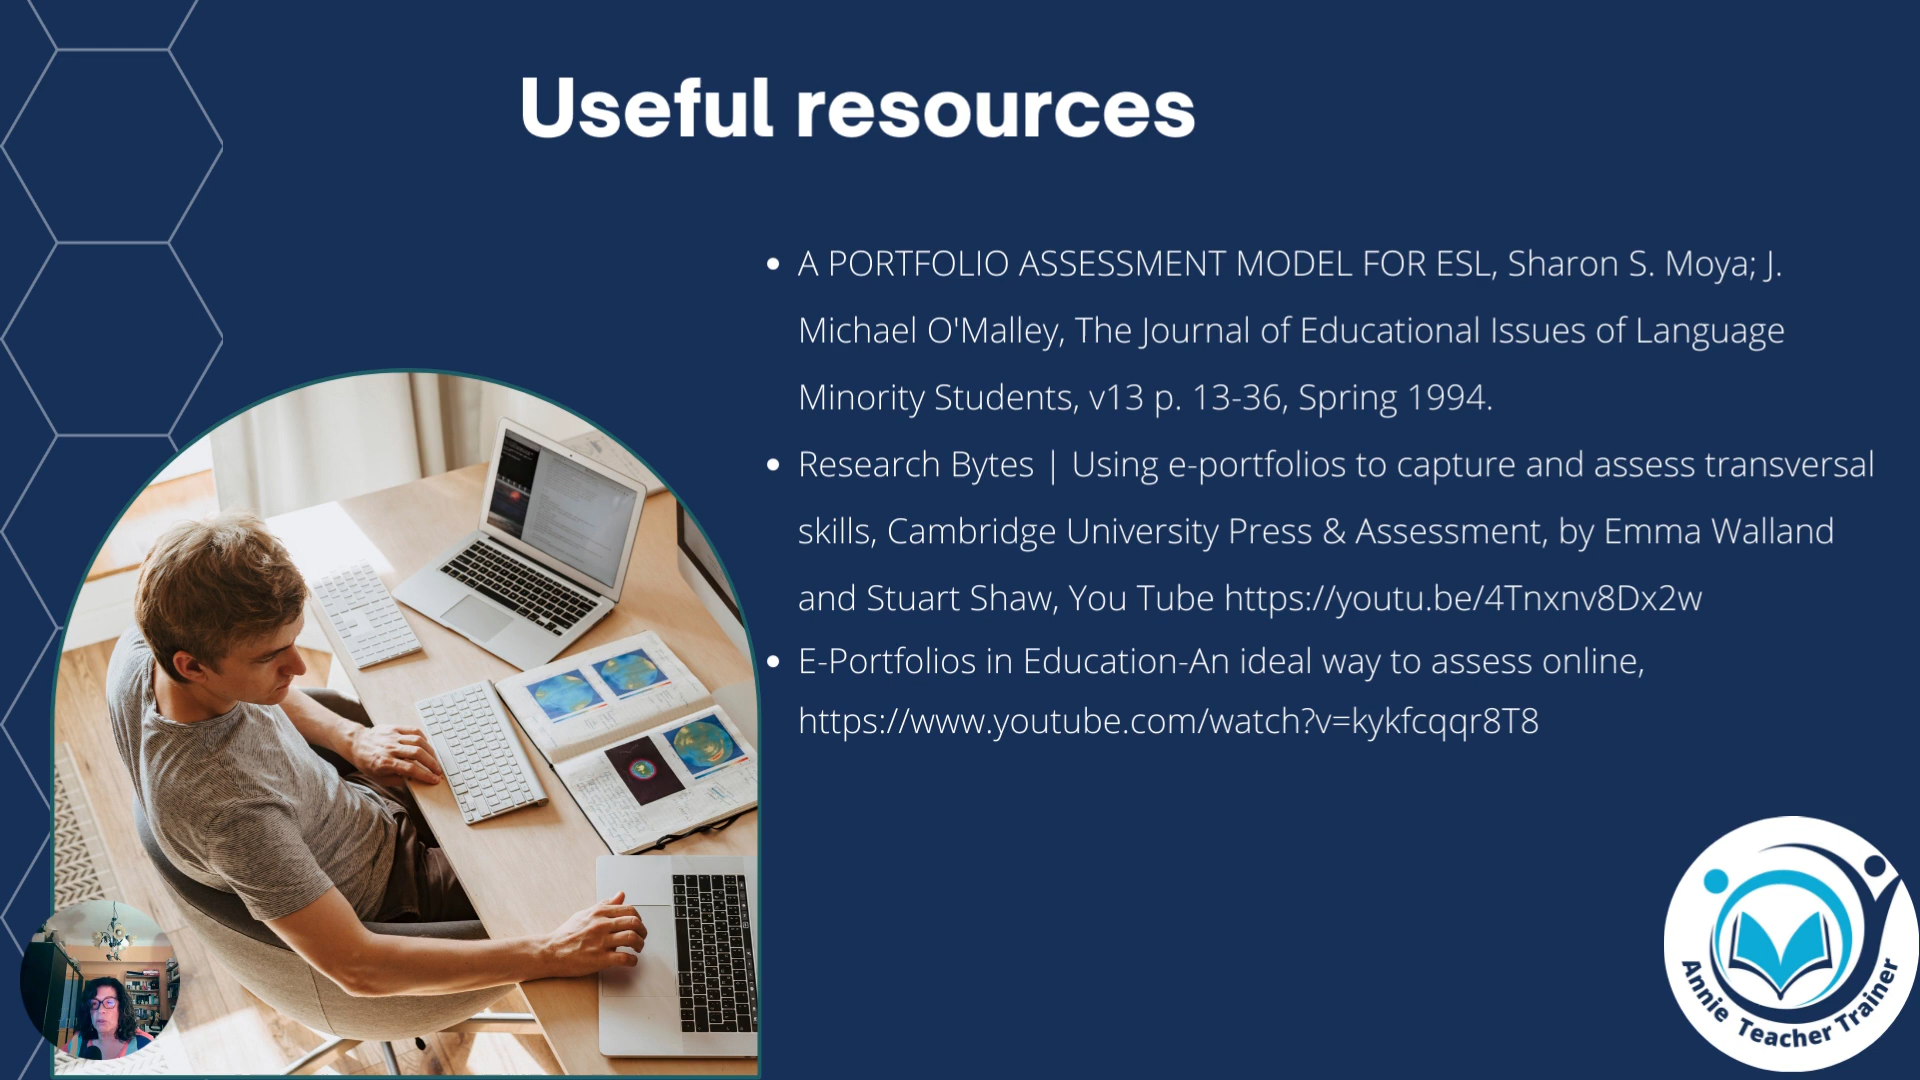 Useful resources
A PORTFOLIO ASSESSMENT MODEL FOR ESL, Sharon S. Moya; J.
Michael O'Malley, The Journal of Educational Issues of Language
Minority Students, v13 p. 13-36, Spring 1994.
Research Bytes | Using e-portfolios to capture and assess transversal
skills, Cambridge University Press & Assessment, by Emma Walland
and Stuart Shaw, You Tube https://youtu.be/4Tnxnv8Dx2w
E-Portfolios in Education-An ideal way to assess online,
https://www.youtube.com/watch?v=kykfcqqr8T8
Annie Teacher Trainer